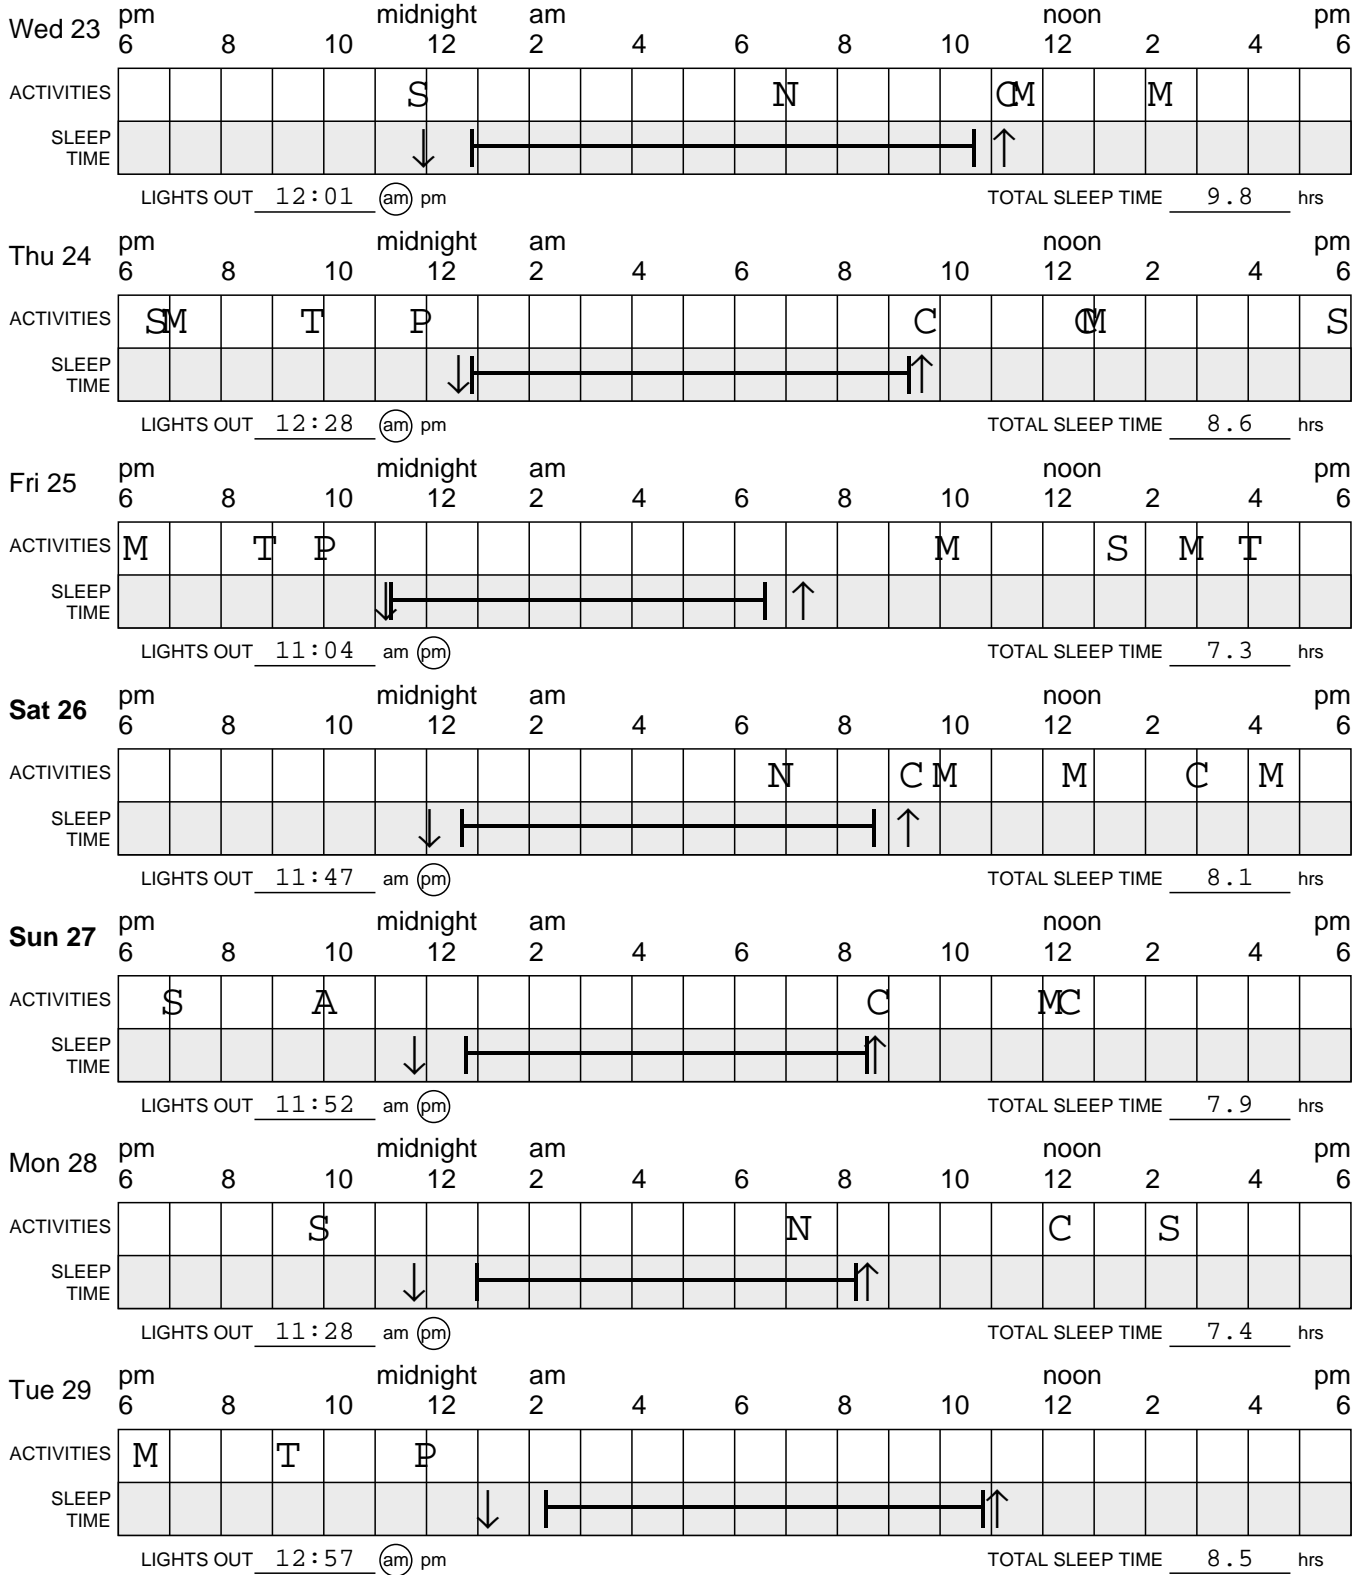 Wed 23 pm midnight am noon pm
6 8 10 12 2 4 6 8 10 12 2 4 6
ACTIVITIES S N C M M
SLEEP TIME
LIGHTS OUT 12:01 am pm TOTAL SLEEP TIME 9.8 hrs
Thu 24 pm midnight am noon pm
6 8 10 12 2 4 6 8 10 12 2 4 6
ACTIVITIES S M T P C C M S
SLEEP TIME
LIGHTS OUT 12:28 am pm TOTAL SLEEP TIME 8.6 hrs
Fri 25 pm midnight am noon pm
6 8 10 12 2 4 6 8 10 12 2 4 6
ACTIVITIES M T P M S M T
SLEEP TIME
LIGHTS OUT 11:04 am pm TOTAL SLEEP TIME 7.3 hrs
Sat 26 pm midnight am noon pm
6 8 10 12 2 4 6 8 10 12 2 4 6
ACTIVITIES N C M M C M
SLEEP TIME
LIGHTS OUT 11:47 am pm TOTAL SLEEP TIME 8.1 hrs
Sun 27 pm midnight am noon pm
6 8 10 12 2 4 6 8 10 12 2 4 6
ACTIVITIES S A C M C
SLEEP TIME
LIGHTS OUT 11:52 am pm TOTAL SLEEP TIME 7.9 hrs
Mon 28 pm midnight am noon pm
6 8 10 12 2 4 6 8 10 12 2 4 6
ACTIVITIES S N C S
SLEEP TIME
LIGHTS OUT 11:28 am pm TOTAL SLEEP TIME 7.4 hrs
Tue 29 pm midnight am noon pm
6 8 10 12 2 4 6 8 10 12 2 4 6
ACTIVITIES M T P
SLEEP TIME
LIGHTS OUT 12:57 am pm TOTAL SLEEP TIME 8.5 hrs